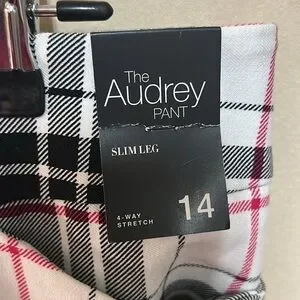 The
Audrey
PANT
SLIM LEG
4-WAY
STRETCH
14